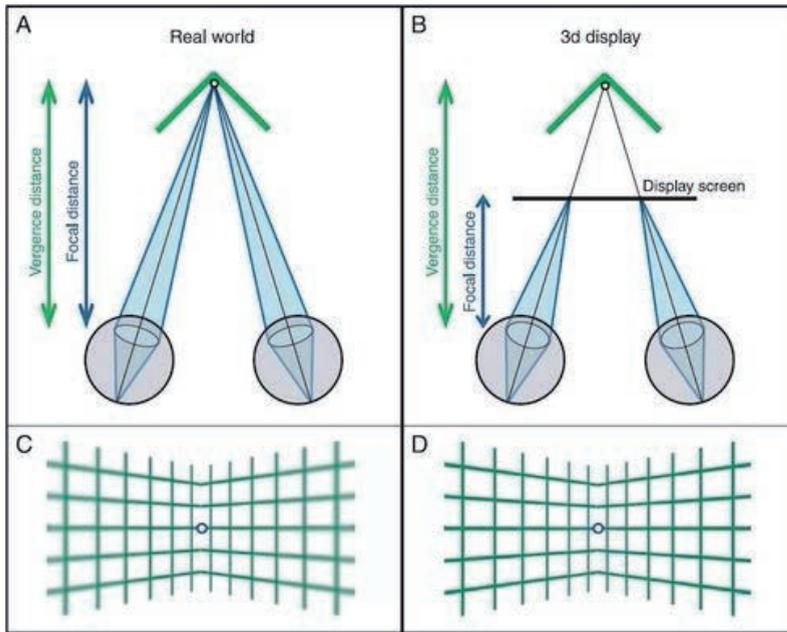 A
Real world
Vergence distance
Focal distance
B
3d display
Vergence distance
Focal distance
Display screen
C
D